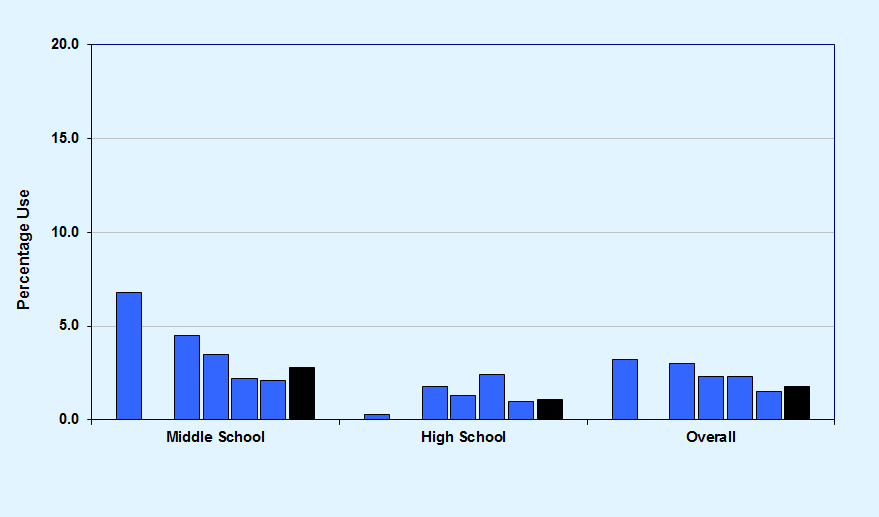 20.0
15.0
10.0
5.0
0.0
Percentage Use
Middle School
High School
Overall